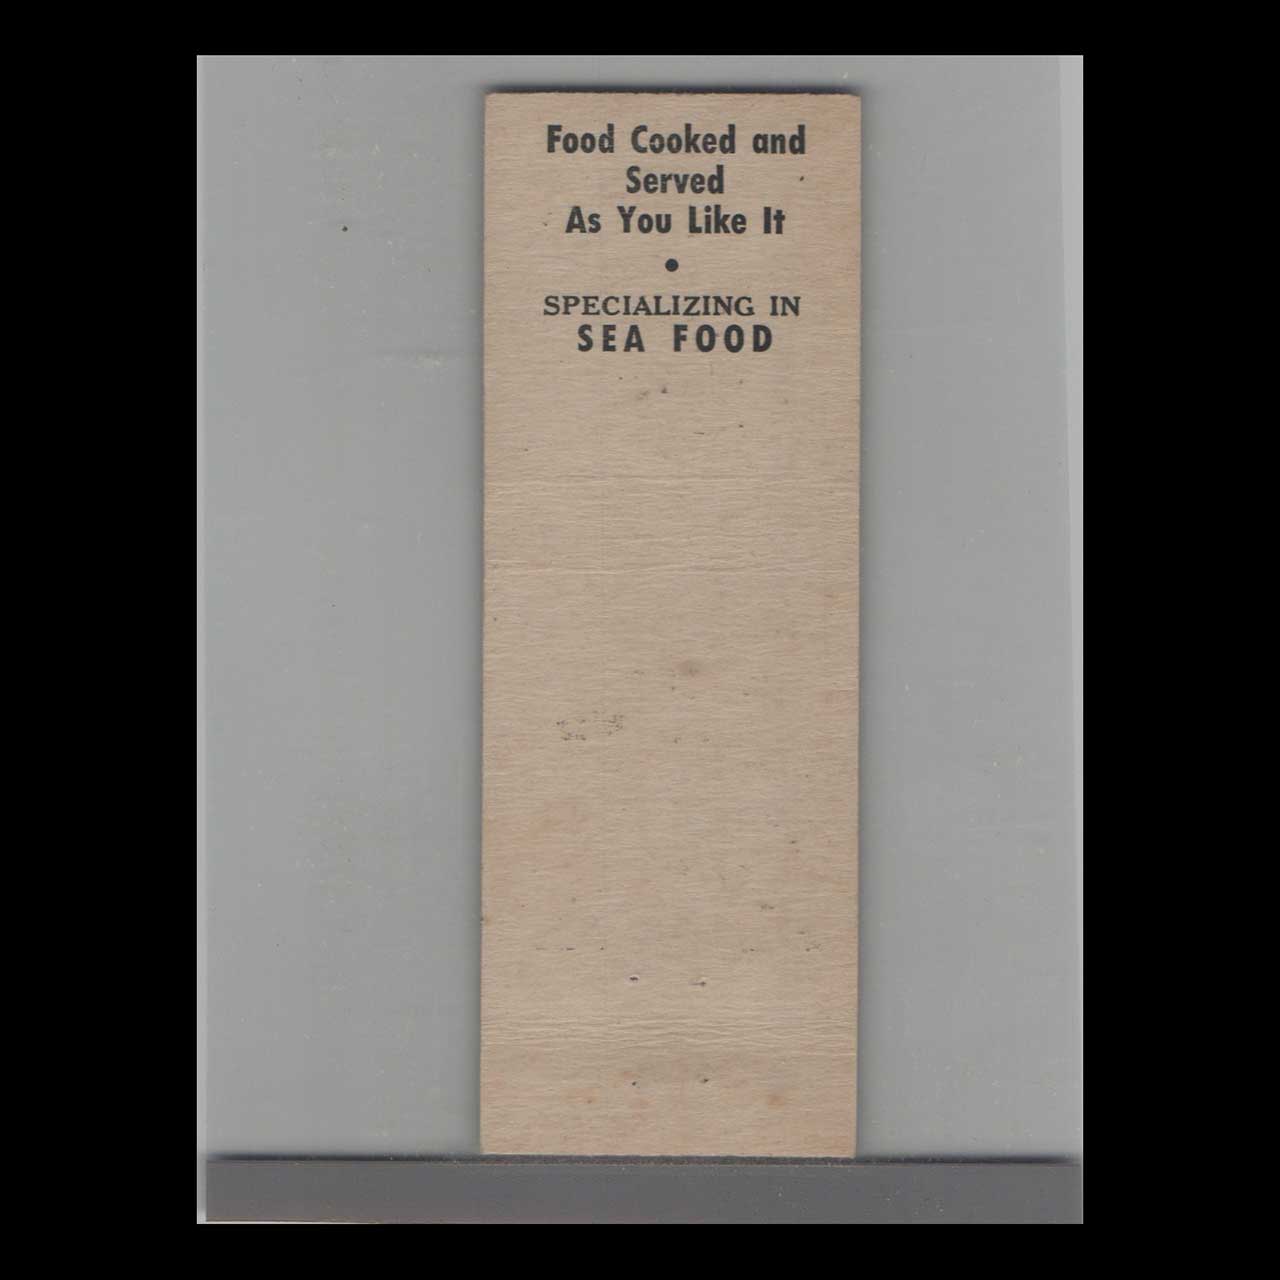 Food Cooked and
Served
As You Like It
•
SPECIALIZING IN
SEA FOOD